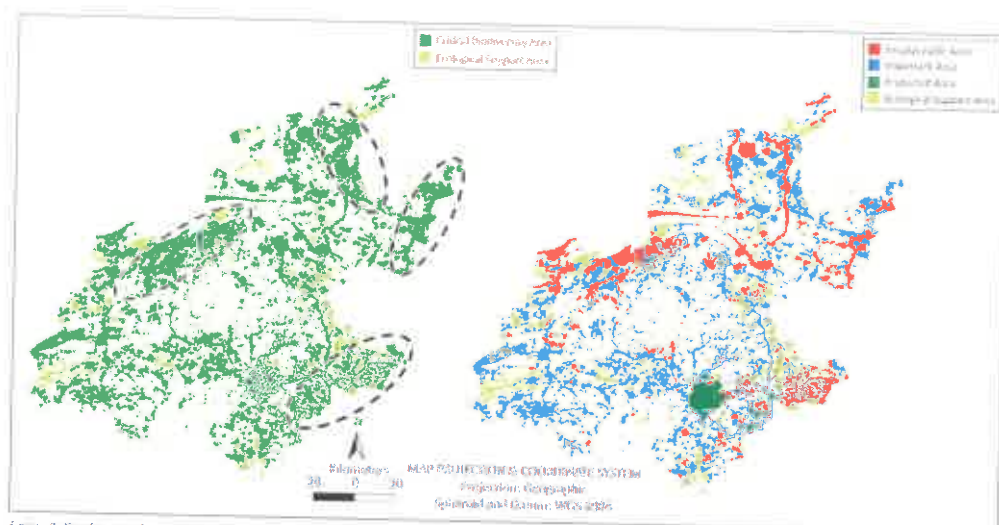 Critical Biodiversity Area
Ecological Support Area
Irreplaceable Area
Important Area
Protected Area
Ecological Support Area
Kilometers
20 0 20
MAP PROJECTION & COORDINATE SYSTEM
Projection: Geographic
Spheroid and Datum: WGS 1984